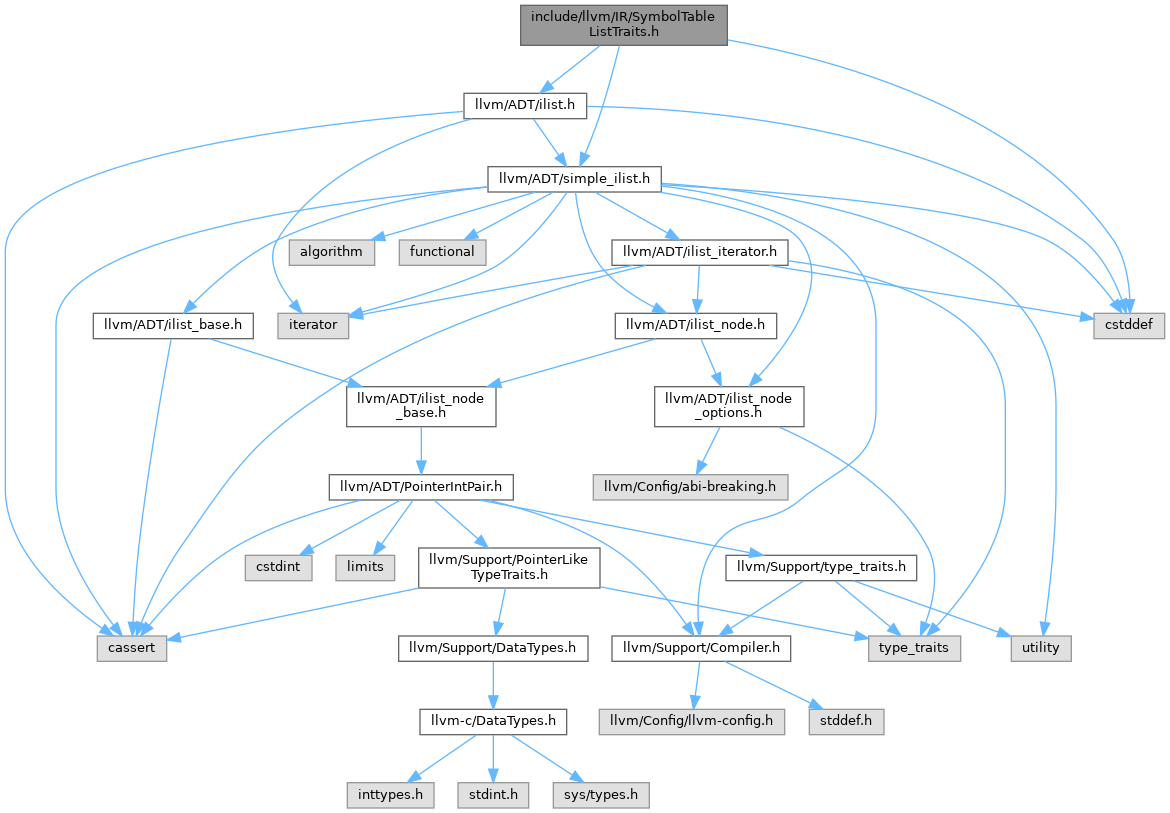 include/llvm/IR/SymbolTable
ListTraits.h
llvm/ADT/ilist.h
llvm/ADT/simple_ilist.h
algorithm
functional
llvm/ADT/ilist_iterator.h
llvm/ADT/ilist_base.h
iterator
llvm/ADT/ilist_node.h
cstddef
llvm/ADT/ilist_node
_base.h
llvm/ADT/ilist_node
_options.h
llvm/ADT/PointerIntPair.h
llvm/Config/abi-breaking.h
cstdint
limits
llvm/Support/PointerLike
TypeTraits.h
llvm/Support/type_traits.h
cassert
llvm/Support/DataTypes.h
llvm/Support/Compiler.h
type_traits
utility
llvm-c/DataTypes.h
llvm/Config/llvm-config.h
stddef.h
inttypes.h
stdint.h
sys/types.h